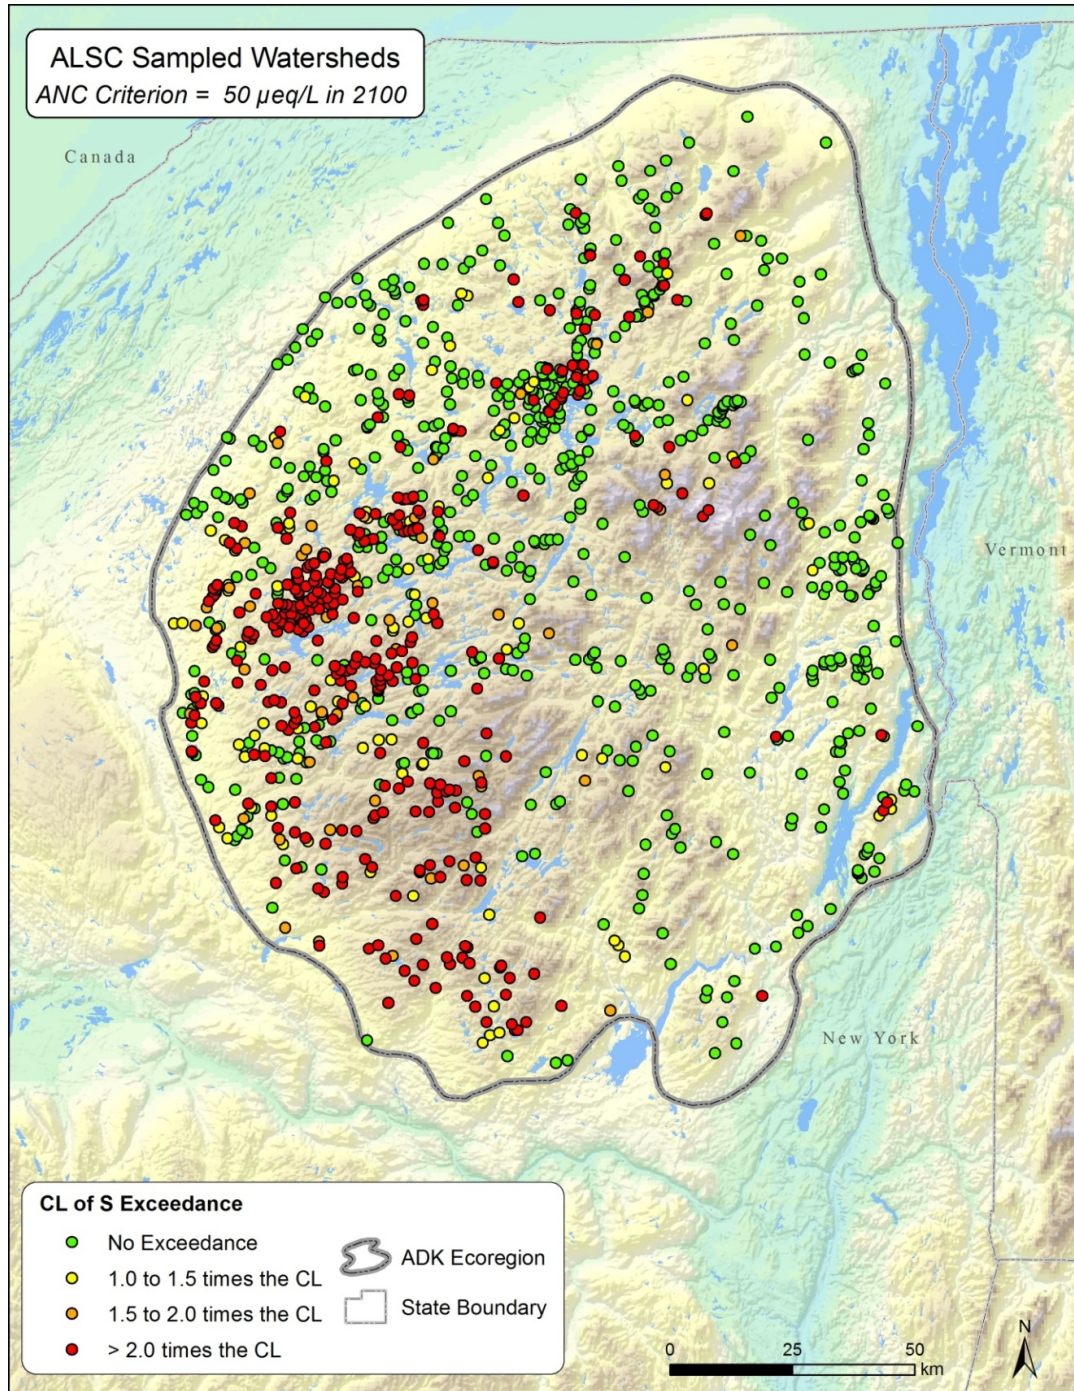 ALSC Sampled Watersheds
ANC Criterion = 50 µeq/L in 2100
Canada
Vermont
New York
CL of S Exceedance
No Exceedance
1.0 to 1.5 times the CL
1.5 to 2.0 times the CL
> 2.0 times the CL
ADK Ecoregion
State Boundary
N
0 25 50
km